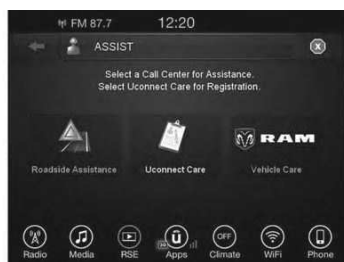 FM 87.7 12:20
ASSIST
Select a Call Center for Assistance.
Select Uconnect Care for Registration.
RAM
Roadside Assistance Uconnect Care Vehicle Care
OFF
Radio Media RSE Apps Climate WiFi Phone